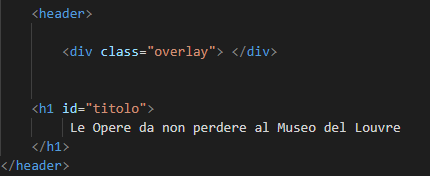 <header>
<div class="overlay"> </div>
<h1 id="titolo">
Le Opere da non perdere al Museo del Louvre
</h1>
</header>